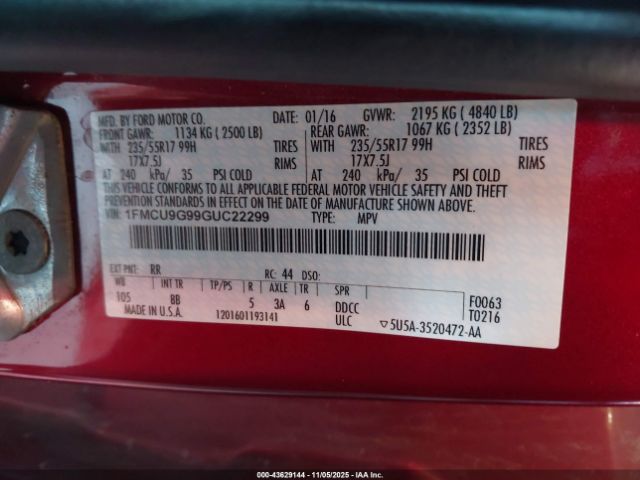 MFD. BY FORD MOTOR CO. DATE: 01/16 GVWR: 2195 KG ( 4840 LB)
FRONT GAWR: 1134 KG ( 2500 LB) REAR GAWR: 1067 KG ( 2352 LB)
WITH 235/55R17 99H TIRES WITH 235/55R17 99H TIRES
17X7.5J RIMS 17X7.5J RIMS
AT 240 kPa/ 35 PSI COLD AT 240 kPa/ 35 PSI COLD
THIS VEHICLE CONFORMS TO ALL APPLICABLE FEDERAL MOTOR VEHICLE SAFETY AND THEFT
PREVENTION STANDARDS IN EFFECT ON THE DATE OF MANUFACTURE SHOWN ABOVE.
1FMCU9G99GUC22299 TYPE: MPV
EXT PNT: RR RC: 44 DSO: F0063
WB INT TR TP/PS R AXLE TR SPR T0216
105 BB 5 3A 6 DDCC
MADE IN U.S.A. 1201601193141 ULC ▽5U5A-3520472-AA
000-43629144 - 11/05/2025 - IAA Inc.